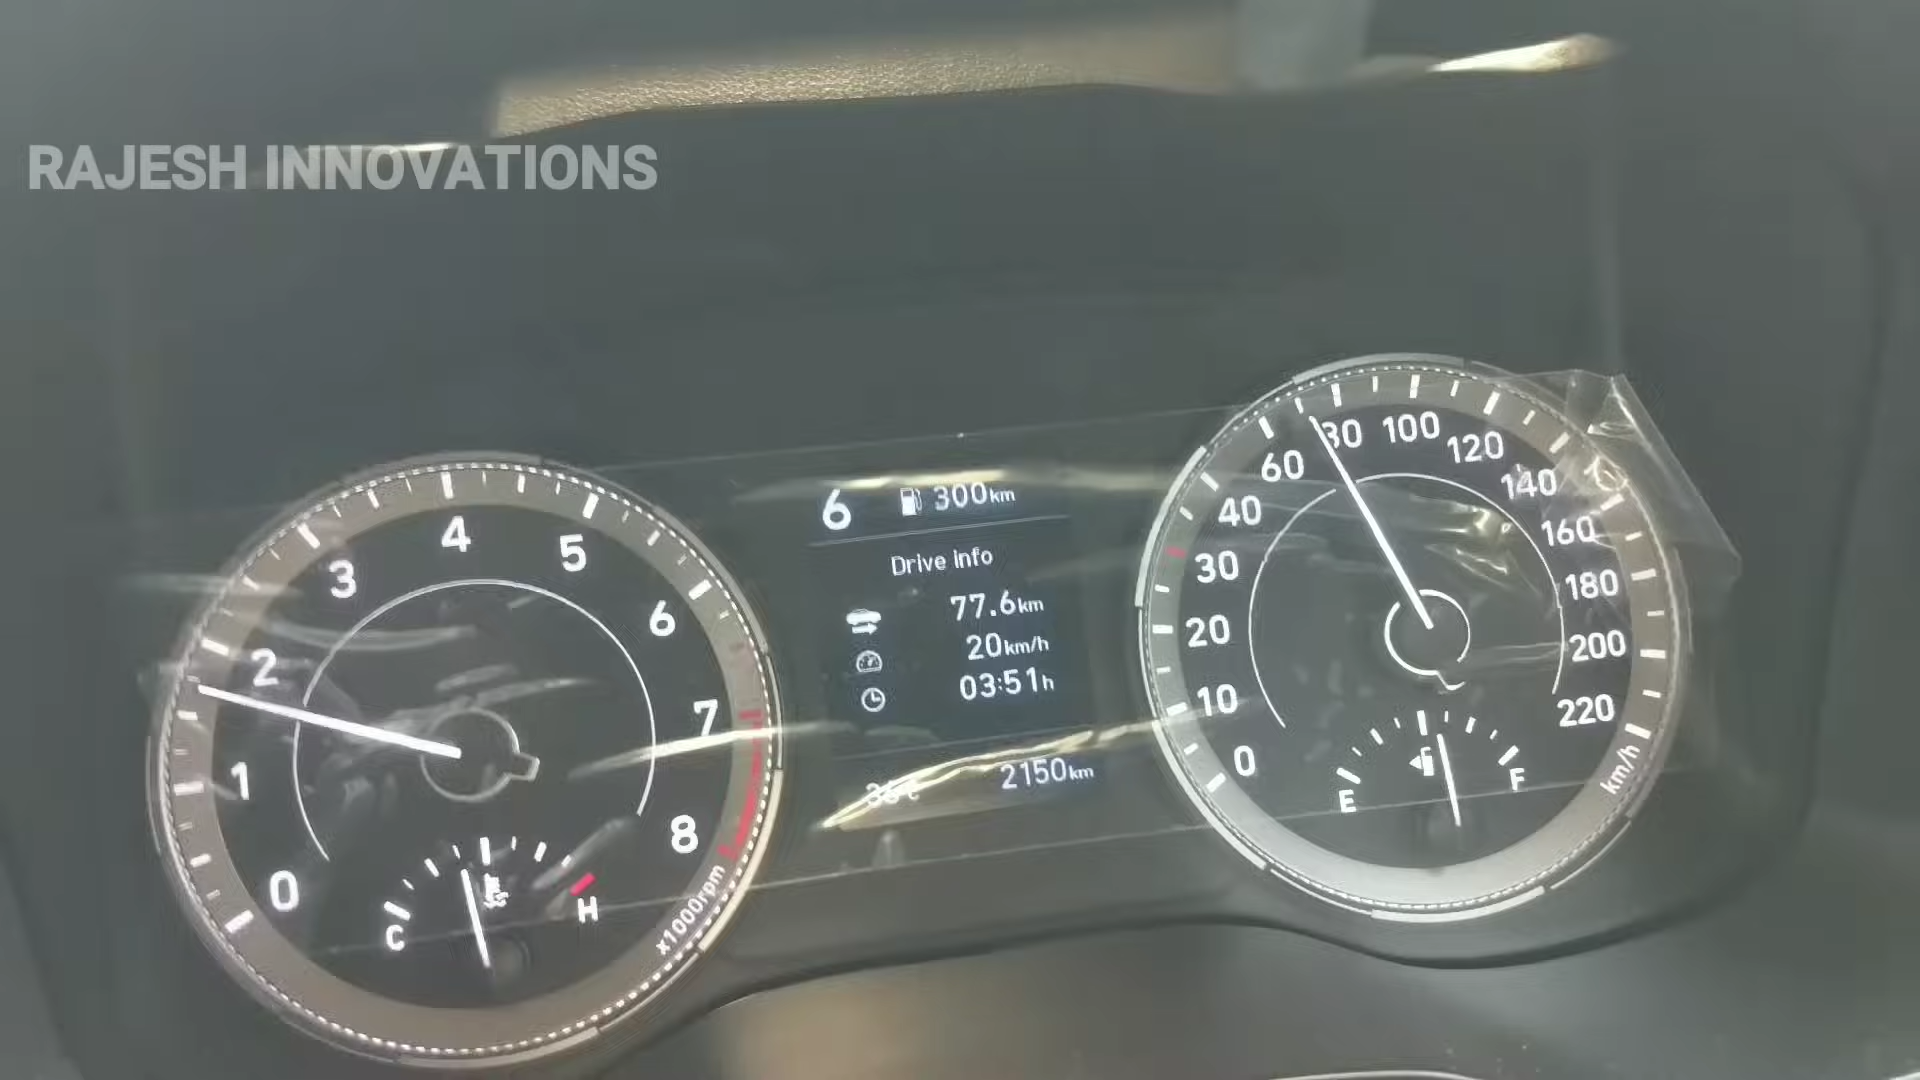 RAJESH INNOVATIONS
6 300km
Drive Info
77.6km
20km/h
03:51h
36°C 2150km
0 1 2 3 4 5 6 7 8
x1000rpm
C H
0 10 20 30 40 60 80 100 120 140 160 180 200 220
km/h
E F